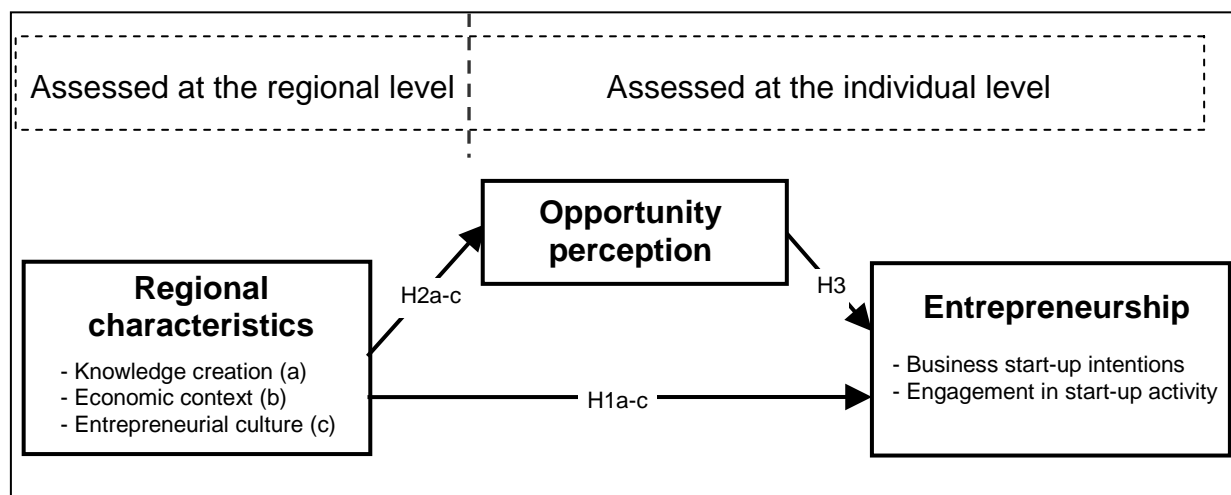 Assessed at the regional level
Assessed at the individual level
Opportunity
perception
H2a-c
H3
Regional
characteristics
- Knowledge creation (a)
- Economic context (b)
- Entrepreneurial culture (c)
H1a-c
Entrepreneurship
- Business start-up intentions
- Engagement in start-up activity